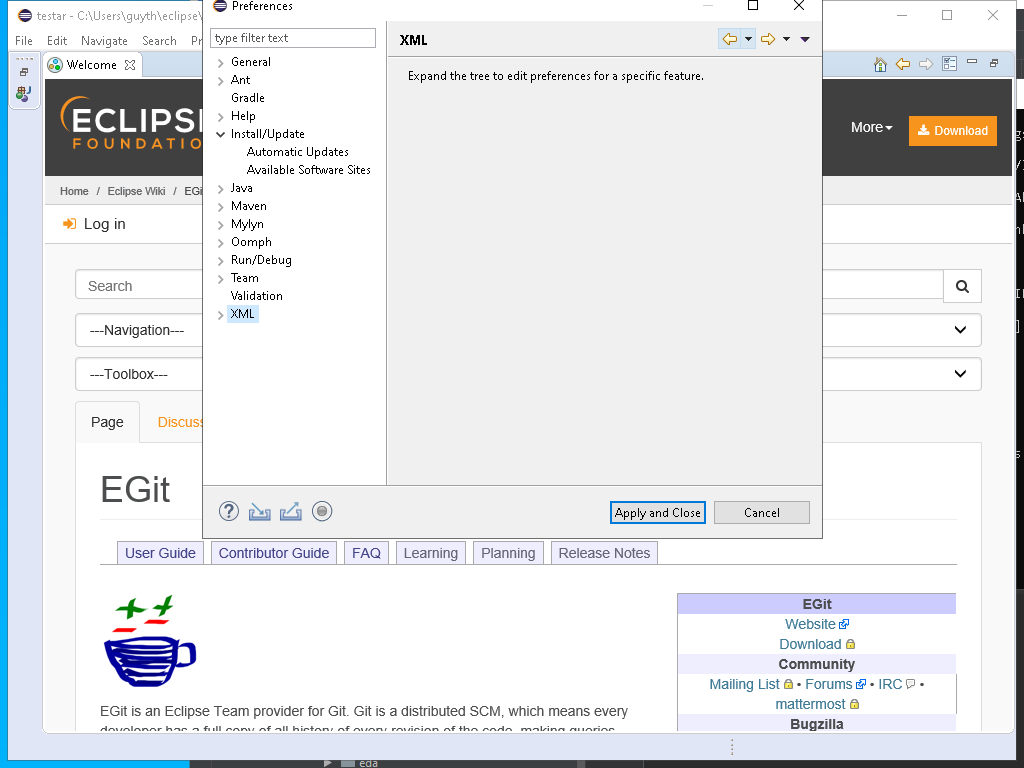 testar - C:\Users\guyth\eclipse\
File Edit Navigate Search
Welcome
ECLIPS
FOUNDATIO
More
Download
Home / Eclipse Wiki / EGi
Log in
Search
---Navigation---
---Toolbox---
Page
Discuss
EGit
User Guide
Contributor Guide
FAQ
Learning
Planning
Release Notes
EGit is an Eclipse Team provider for Git. Git is a distributed SCM, which means every
developer has a full copy of all history of every revision of the code, making queries
EGit
Website
Download
Community
Mailing List • Forums • IRC •
mattermost
Bugzilla
Preferences
type filter text
General
Ant
Gradle
Help
Install/Update
Automatic Updates
Available Software Sites
Java
Maven
Mylyn
Oomph
Run/Debug
Team
Validation
XML
XML
Expand the tree to edit preferences for a specific feature.
?
Apply and Close
Cancel
eda